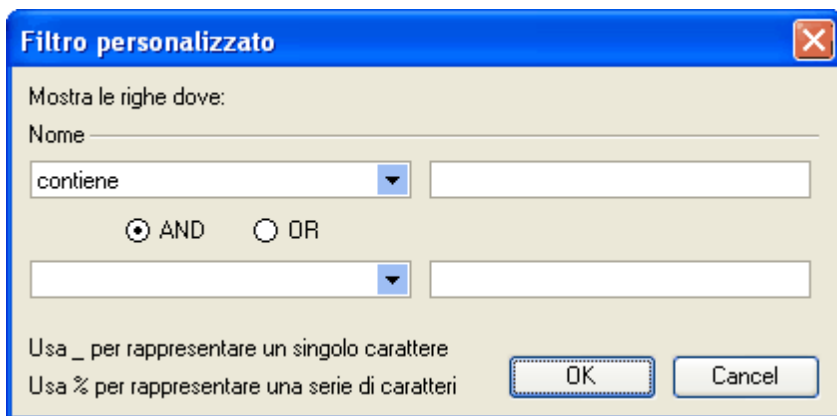 Filtro personalizzato
Mostra le righe dove:
Nome
contiene
AND OR
Usa _ per rappresentare un singolo carattere
Usa % per rappresentare una serie di caratteri
OK Cancel